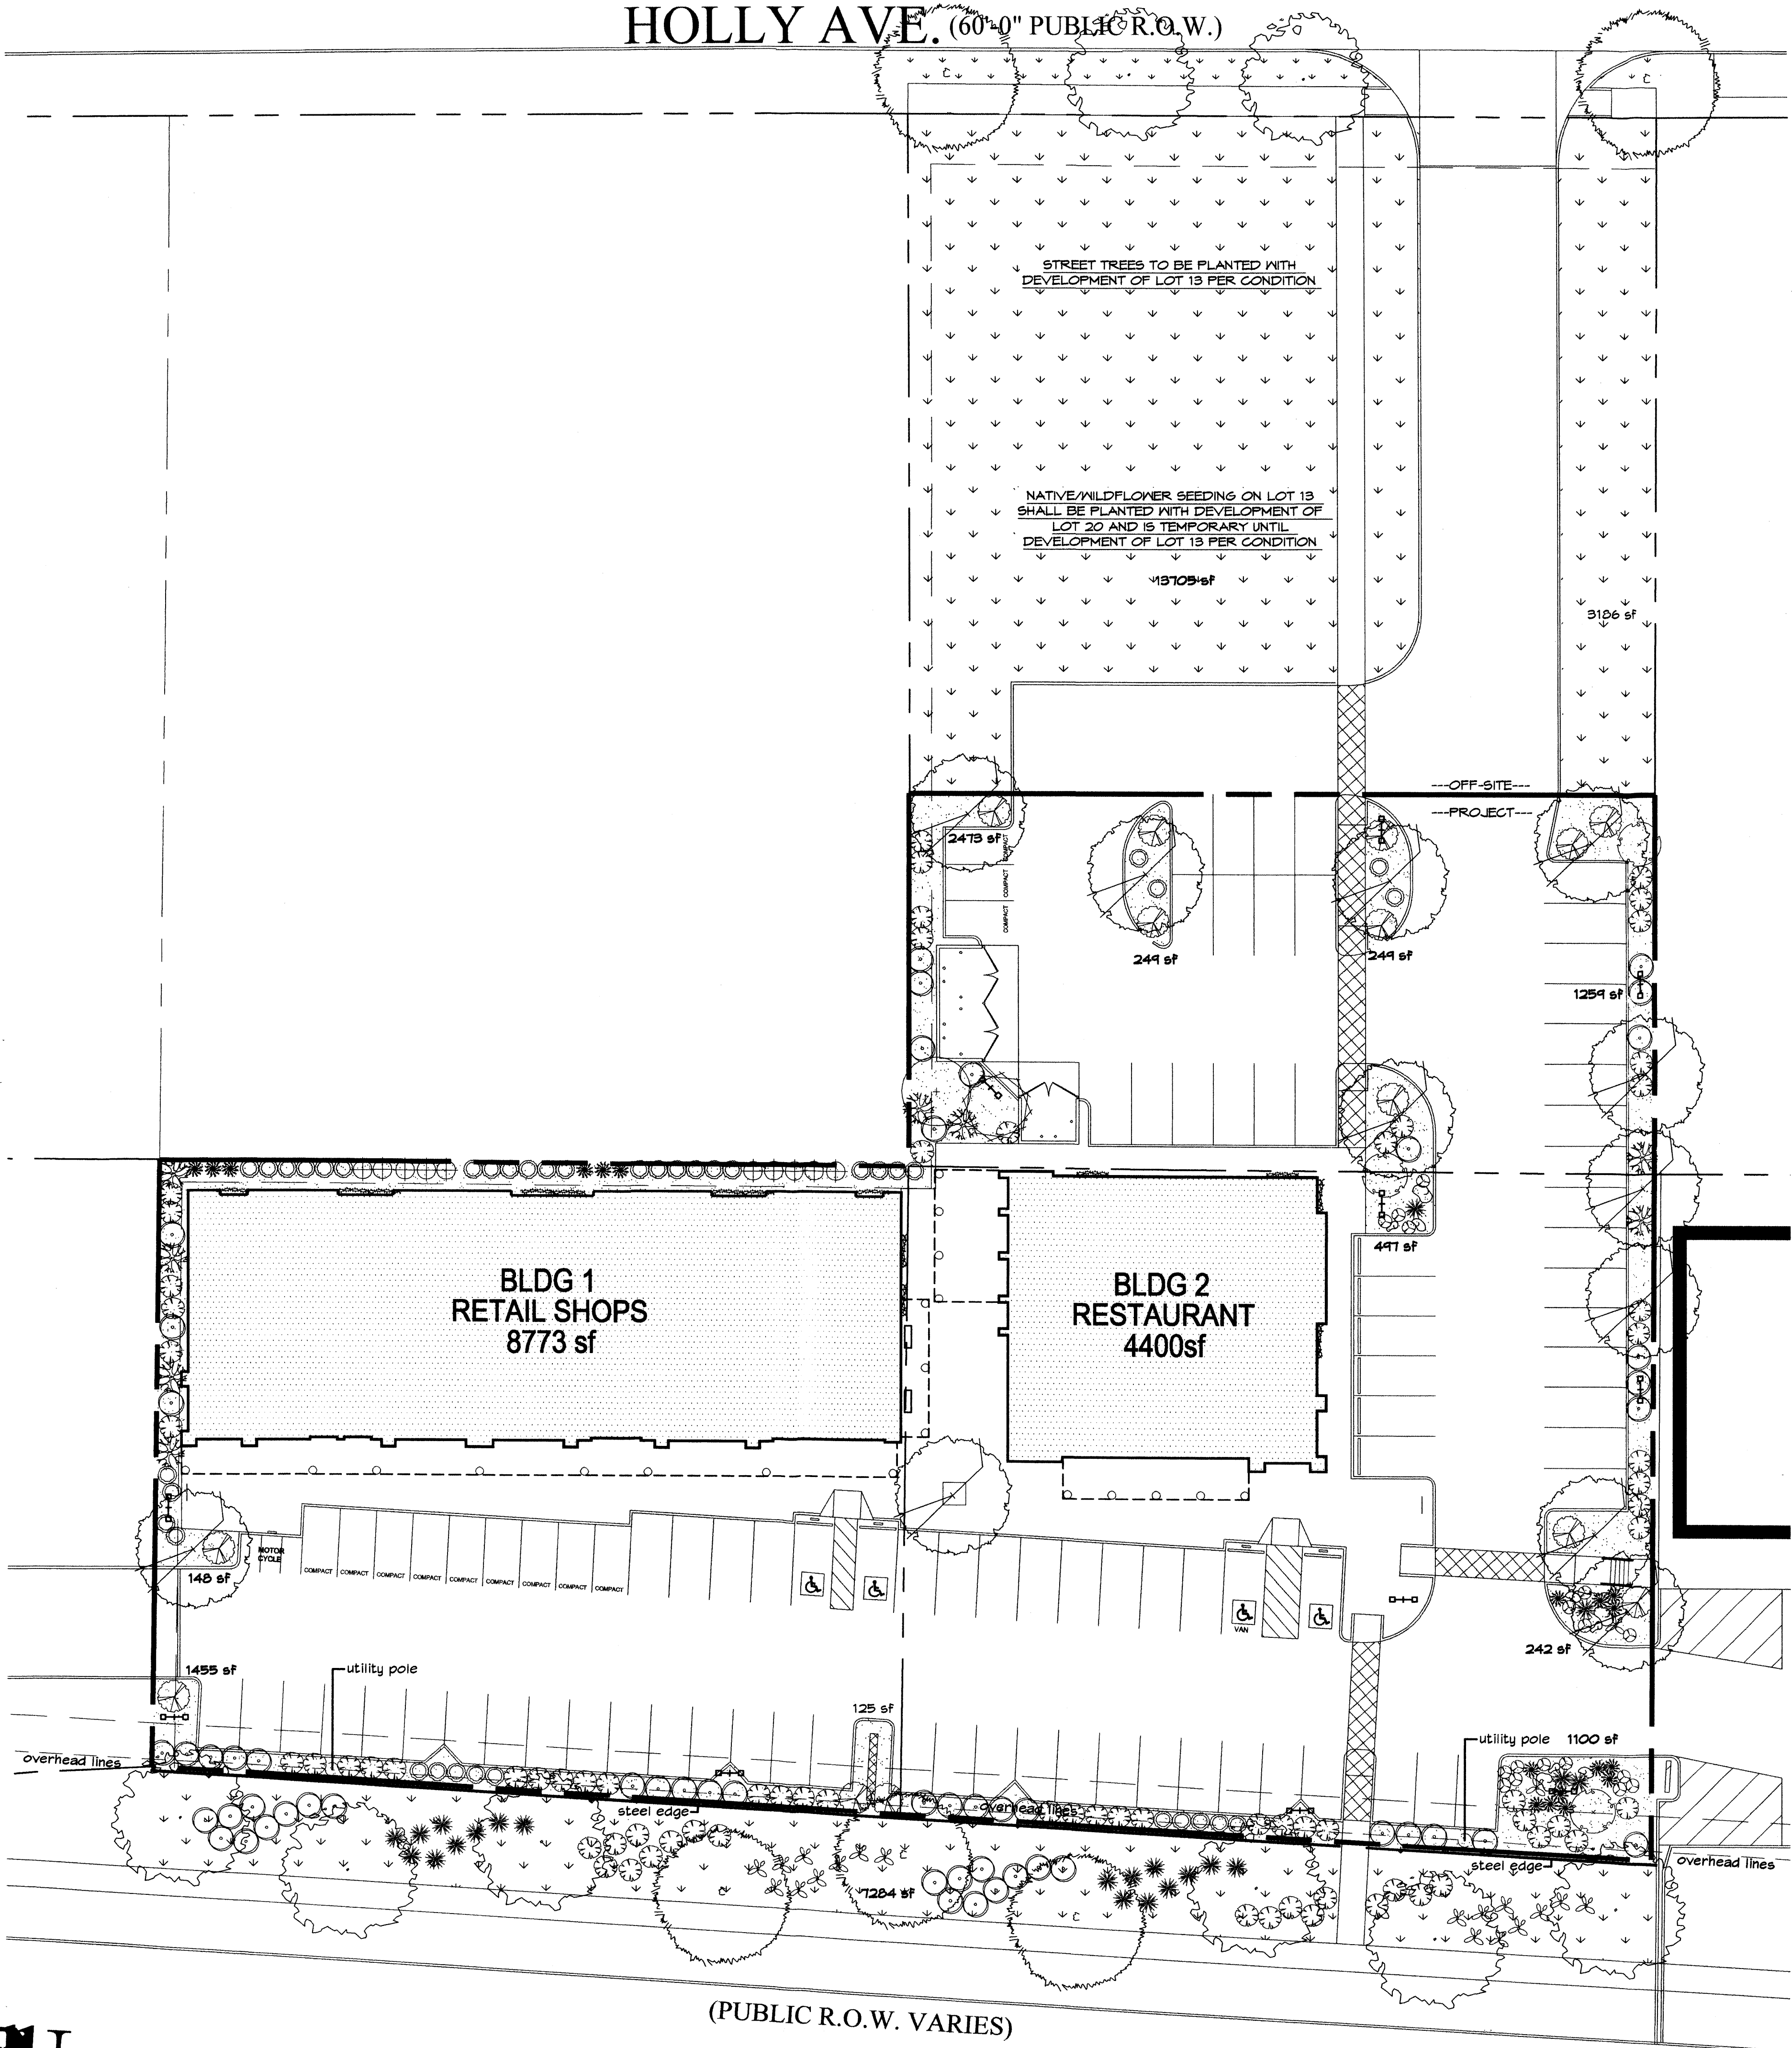 HOLLY AVE. (60'-0" PUBLIC R.O.W.)
STREET TREES TO BE PLANTED WITH
DEVELOPMENT OF LOT 13 PER CONDITION
NATIVE/WILDFLOWER SEEDING ON LOT 13
SHALL BE PLANTED WITH DEVELOPMENT OF
LOT 20 AND IS TEMPORARY UNTIL
DEVELOPMENT OF LOT 13 PER CONDITION
13705 sf
3186 sf
---OFF-SITE---
---PROJECT---
2473 sf
COMPACT
COMPACT
COMPACT
249 sf
249 sf
1259 sf
497 sf
BLDG 1
RETAIL SHOPS
8773 sf
BLDG 2
RESTAURANT
4400sf
MOTOR
CYCLE
COMPACT
COMPACT
COMPACT
COMPACT
COMPACT
COMPACT
COMPACT
COMPACT
COMPACT
148 sf
VAN
242 sf
1455 sf
utility pole
125 sf
utility pole
1100 sf
overhead lines
steel edge
overhead lines
steel edge
overhead lines
7284 sf
(PUBLIC R.O.W. VARIES)